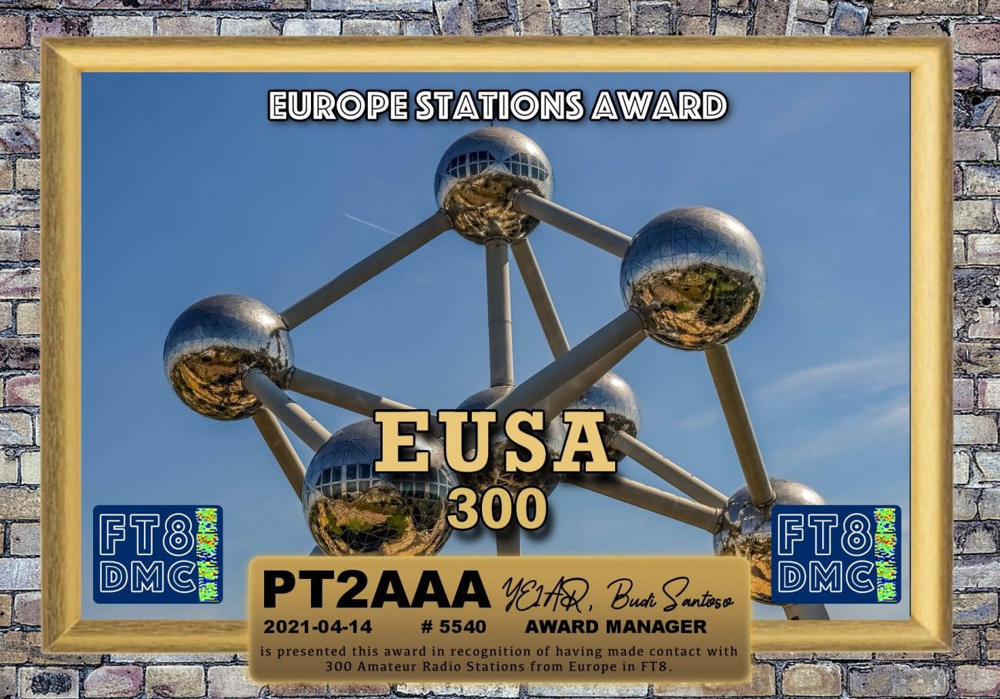 EUROPE STATIONS AWARD
EUSA
300
FT8
DMC
FT8
DMC
PT2AAA YE1AR, Budi Santoso
2021-04-14 # 5540 AWARD MANAGER
is presented this award in recognition of having made contact with
300 Amateur Radio Stations from Europe in FT8.